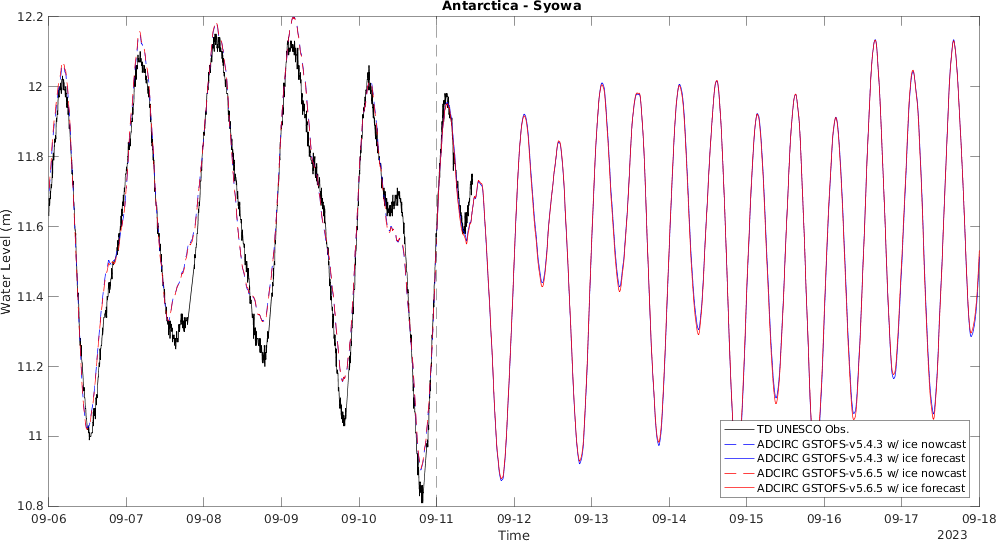 Antarctica - Syowa
12.2
12
11.8
11.6
11.4
11.2
11
10.8
Water Level (m)
TD UNESCO Obs.
ADCIRC GSTOFS-v5.4.3 w/ ice nowcast
ADCIRC GSTOFS-v5.4.3 w/ ice forecast
ADCIRC GSTOFS-v5.6.5 w/ ice nowcast
ADCIRC GSTOFS-v5.6.5 w/ ice forecast
09-06 09-07 09-08 09-09 09-10 09-11 09-12 09-13 09-14 09-15 09-16 09-17 09-18
Time
2023